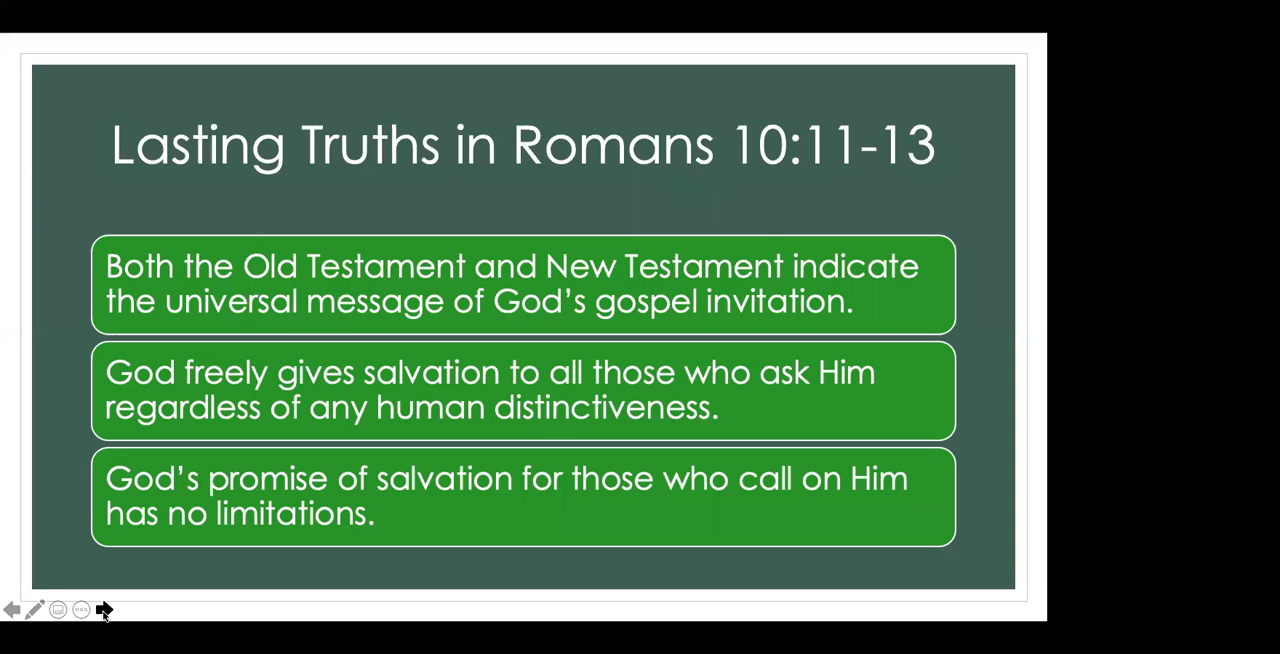 Lasting Truths in Romans 10:11-13
Both the Old Testament and New Testament indicate
the universal message of God’s gospel invitation.
God freely gives salvation to all those who ask Him
regardless of any human distinctiveness.
God’s promise of salvation for those who call on Him
has no limitations.